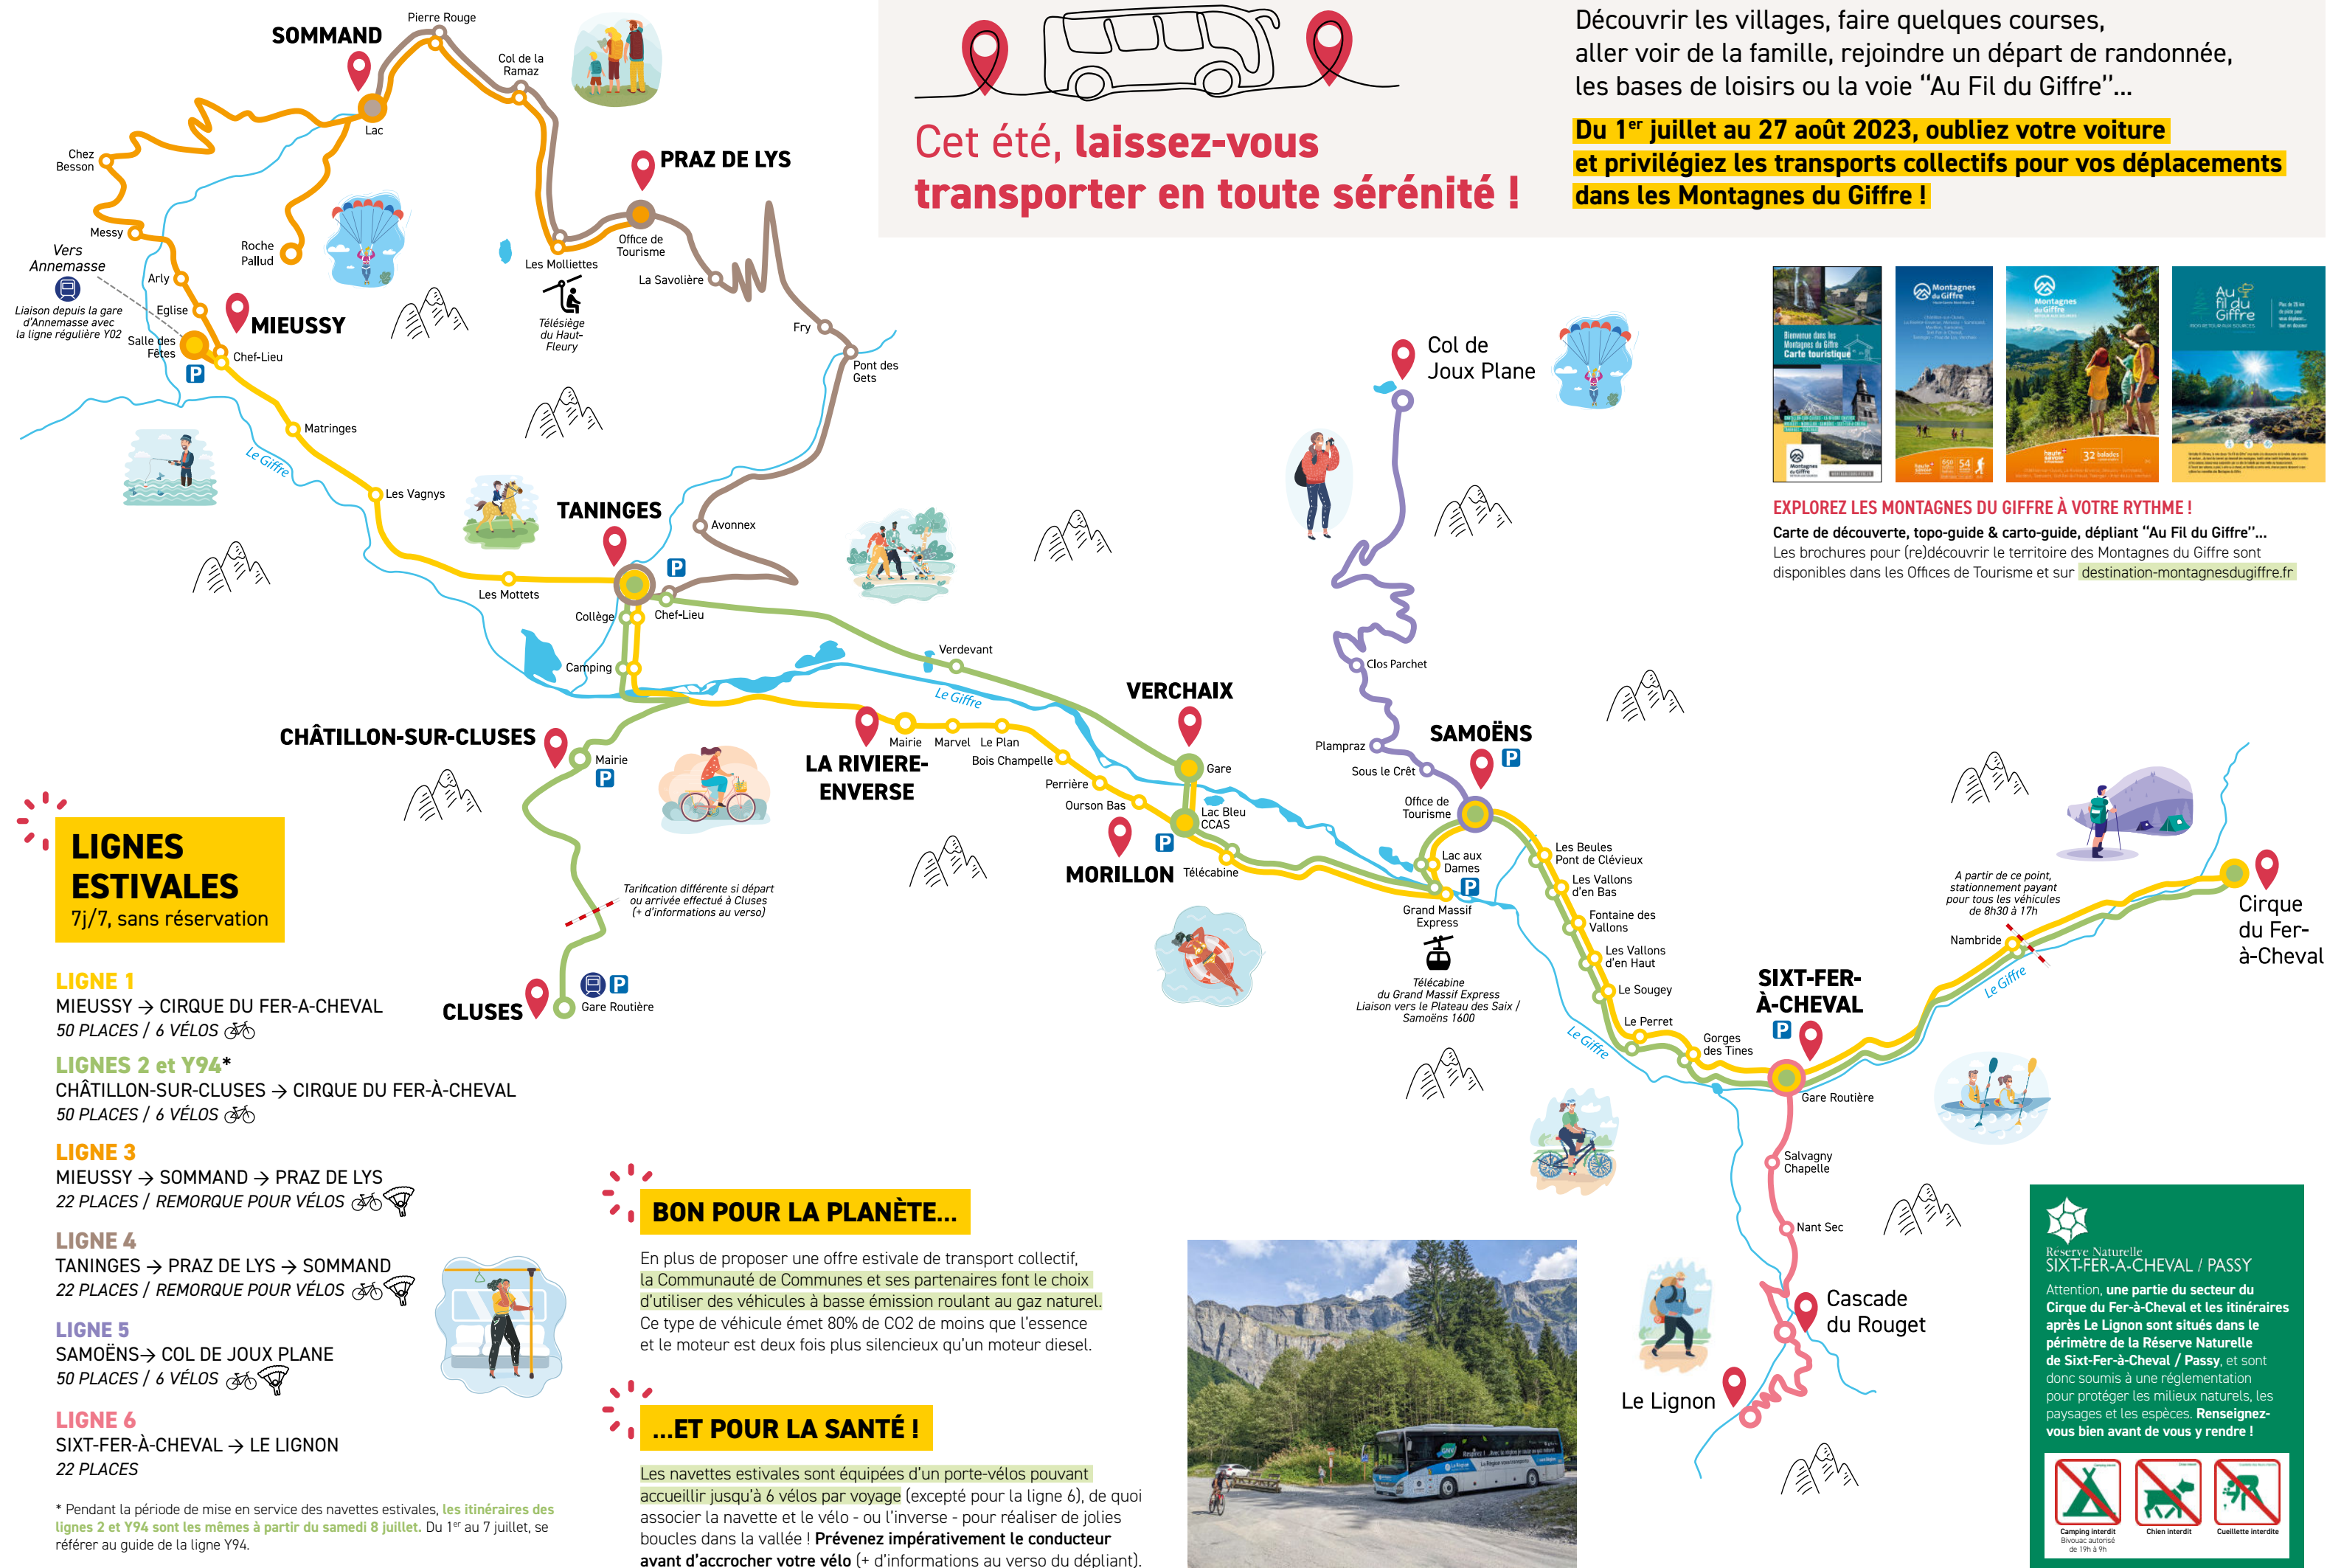 Cet été, laissez-vous
transporter en toute sérénité !
Découvrir les villages, faire quelques courses,
aller voir de la famille, rejoindre un départ de randonnée,
les bases de loisirs ou la voie “Au Fil du Giffre”...
Du 1er juillet au 27 août 2023, oubliez votre voiture
et privilégiez les transports collectifs pour vos déplacements
dans les Montagnes du Giffre !
SOMMAND
Pierre Rouge
Col de la
Ramaz
Lac
Chez
Besson
Messy
Roche
Pallud
PRAZ DE LYS
Office de
Tourisme
Les Molliettes
Télésiège
du Haut-
Fleury
La Savolière
Fry
Pont des
Gets
Vers
Annemasse
Liaison depuis la gare
d'Annemasse avec
la ligne régulière Y02
Arly
Eglise
MIEUSSY
Salle des
Fêtes
Chef-Lieu
P
Matringes
Le Giffre
Les Vagnys
Les Mottets
TANINGES
P
Avonnex
Collège
Chef-Lieu
Camping
Verdevant
Le Giffre
CHÂTILLON-SUR-CLUSES
Mairie
P
Tarification différente si départ
ou arrivée effectué à Cluses
(+ d'informations au verso)
CLUSES
P
Gare Routière
LA RIVIERE-
ENVERSE
Mairie
Marvel
Le Plan
Bois Champelle
Perrière
Ourson Bas
VERCHAIX
Gare
Lac Bleu
CCAS
P
MORILLON
Télécabine
Col de
Joux Plane
Clos Parchet
Plampraz
Sous le Crêt
SAMOËNS
P
Office de
Tourisme
Lac aux
Dames
P
Grand Massif
Express
Télécabine
du Grand Massif Express
Liaison vers le Plateau des Saix /
Samoëns 1600
Les Beules
Pont de Clévieux
Les Vallons
d'en Bas
Fontaine des
Vallons
Les Vallons
d'en Haut
Le Sougey
Le Perret
Gorges
des Tines
Le Giffre
SIXT-FER-
À-CHEVAL
P
Gare Routière
Salvagny
Chapelle
Nant Sec
Cascade
du Rouget
Le Lignon
A partir de ce point,
stationnement payant
pour tous les véhicules
de 8h30 à 17h
Nambride
Le Giffre
Cirque
du Fer-
à-Cheval
Bienvenue dans les
Montagnes du Giffre
Carte touristique
Montagnes
du Giffre
Montagnes
du Giffre
Montagnes
du Giffre
32 balades
54
Au
fil du
Giffre
EXPLOREZ LES MONTAGNES DU GIFFRE À VOTRE RYTHME !
Carte de découverte, topo-guide & carto-guide, dépliant “Au Fil du Giffre”...
Les brochures pour (re)découvrir le territoire des Montagnes du Giffre sont
disponibles dans les Offices de Tourisme et sur destination-montagnesdugiffre.fr
LIGNES
ESTIVALES
7j/7, sans réservation
LIGNE 1
MIEUSSY → CIRQUE DU FER-A-CHEVAL
50 PLACES / 6 VÉLOS
LIGNES 2 et Y94*
CHÂTILLON-SUR-CLUSES → CIRQUE DU FER-À-CHEVAL
50 PLACES / 6 VÉLOS
LIGNE 3
MIEUSSY → SOMMAND → PRAZ DE LYS
22 PLACES / REMORQUE POUR VÉLOS
LIGNE 4
TANINGES → PRAZ DE LYS → SOMMAND
22 PLACES / REMORQUE POUR VÉLOS
LIGNE 5
SAMOËNS→ COL DE JOUX PLANE
50 PLACES / 6 VÉLOS
LIGNE 6
SIXT-FER-À-CHEVAL → LE LIGNON
22 PLACES
* Pendant la période de mise en service des navettes estivales, les itinéraires des
lignes 2 et Y94 sont les mêmes à partir du samedi 8 juillet. Du 1er au 7 juillet, se
référer au guide de la ligne Y94.
BON POUR LA PLANÈTE...
En plus de proposer une offre estivale de transport collectif,
la Communauté de Communes et ses partenaires font le choix
d'utiliser des véhicules à basse émission roulant au gaz naturel.
Ce type de véhicule émet 80% de CO2 de moins que l'essence
et le moteur est deux fois plus silencieux qu'un moteur diesel.
...ET POUR LA SANTÉ !
Les navettes estivales sont équipées d'un porte-vélos pouvant
accueillir jusqu'à 6 vélos par voyage (excepté pour la ligne 6), de quoi
associer la navette et le vélo - ou l'inverse - pour réaliser de jolies
boucles dans la vallée ! Prévenez impérativement le conducteur
avant d'accrocher votre vélo (+ d'informations au verso du dépliant).
Reserve Naturelle
SIXT-FER-A-CHEVAL / PASSY
Attention, une partie du secteur du
Cirque du Fer-à-Cheval et les itinéraires
après Le Lignon sont situés dans le
périmètre de la Réserve Naturelle
de Sixt-Fer-à-Cheval / Passy, et sont
donc soumis à une réglementation
pour protéger les milieux naturels, les
paysages et les espèces. Renseignez-
vous bien avant de vous y rendre !
Camping interdit
Bivouac autorisé
de 19h à 9h
Chien interdit
Cueillette interdite